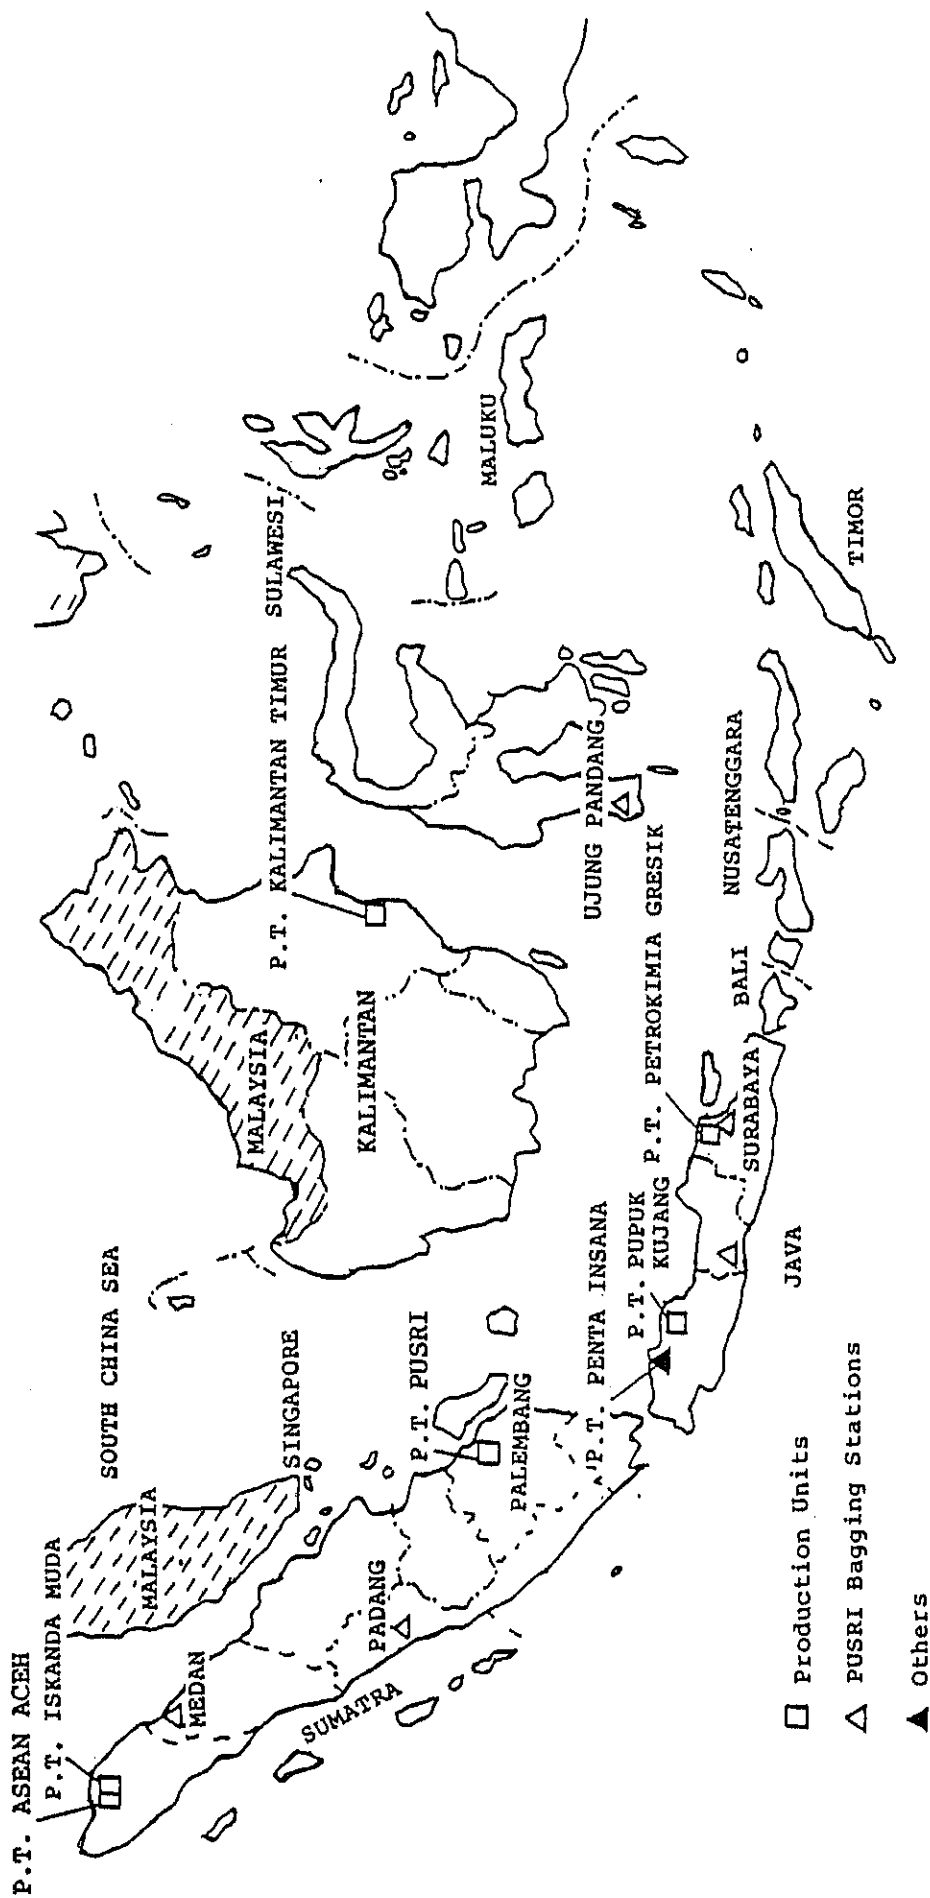 P.T. ASEAN ACEH
P.T. ISKANDA MUDA
MALAYSIA
SOUTH CHINA SEA
SINGAPORE
MEDAN
PADANG
SUMATRA
P.T. PUSRI
PALEMBANG
P.T. PENTA INSANA
P.T. PUPUK
KUJANG
P.T. PETROKIMIA GRESIK
SURABAYA
JAVA
BALI
NUSATENGGARA
TIMOR
MALAYSIA
KALIMANTAN
P.T. KALIMANTAN TIMUR
SULAWESI
UJUNG PANDANG
MALUKU
Production Units
PUSRI Bagging Stations
Others